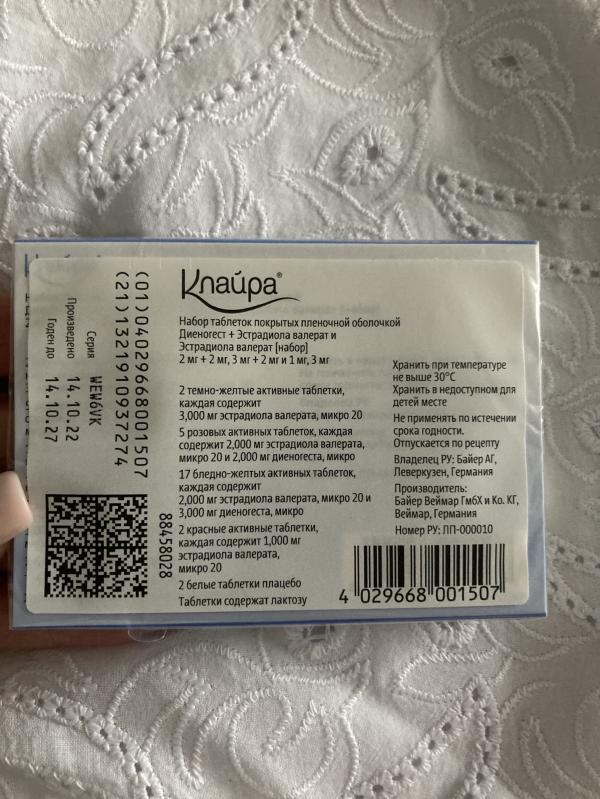 Клайра®
Набор таблеток покрытых пленочной оболочкой
Диеногест + Эстрадиола валерат и
Эстрадиола валерат [набор]
2 мг + 2 мг, 3 мг + 2 мг и 1 мг, 3 мг
2 темно-желтые активные таблетки,
каждая содержит
3,000 мг эстрадиола валерата, микро 20
5 розовых активных таблеток, каждая
содержит 2,000 мг эстрадиола валерата,
микро 20 и 2,000 мг диеногеста, микро
17 бледно-желтых активных таблеток,
каждая содержит
2,000 мг эстрадиола валерата, микро 20 и
3,000 мг диеногеста, микро
2 красные активные таблетки,
каждая содержит 1,000 мг
эстрадиола валерата,
микро 20
2 белые таблетки плацебо
Таблетки содержат лактозу
Хранить при температуре
не выше 30°C
Хранить в недоступном для
детей месте
Не применять по истечении
срока годности.
Отпускается по рецепту
Владелец РУ: Байер АГ,
Леверкузен, Германия
Производитель:
Байер Веймар ГмбХ и Ко. КГ,
Веймар, Германия
Номер РУ: ЛП-000010
4 029668 001507
88458028
(01)04029668001507
(21)13219109372​74
Серия WEW6VK
Произведено 14.10.22
Годен до 14.10.27